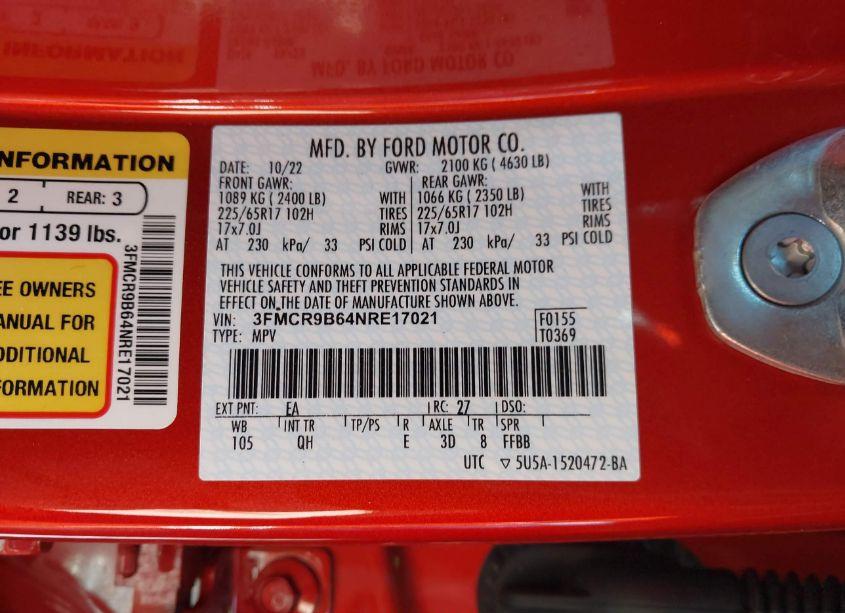 MFD. BY FORD MOTOR CO.
NFORMATION
2 REAR: 3
or 1139 lbs.
EE OWNERS
ANUAL FOR
DDITIONAL
FORMATION
3FMCR9B64NRE17021
MFD. BY FORD MOTOR CO.
DATE: 10/22 GVWR: 2100 KG ( 4630 LB)
FRONT GAWR: REAR GAWR:
1089 KG ( 2400 LB) WITH 1066 KG ( 2350 LB) WITH
225/65R17 102H TIRES 225/65R17 102H TIRES
17x7.0J RIMS 17x7.0J RIMS
AT 230 kPa/ 33 PSI COLD AT 230 kPa/ 33 PSI COLD
THIS VEHICLE CONFORMS TO ALL APPLICABLE FEDERAL MOTOR
VEHICLE SAFETY AND THEFT PREVENTION STANDARDS IN
EFFECT ON THE DATE OF MANUFACTURE SHOWN ABOVE.
VIN: 3FMCR9B64NRE17021 F0155
TYPE: MPV T0369
EXT PNT: EA RC: 27 DSO:
WB INT TR TP/PS R AXLE TR SPR
105 QH E 3D 8 FFBB
UTC ▽ 5U5A-1520472-BA